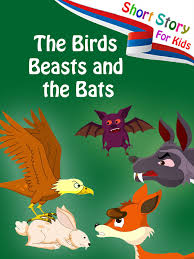 Short Story
For Kids
The Birds
Beasts and
the Bats